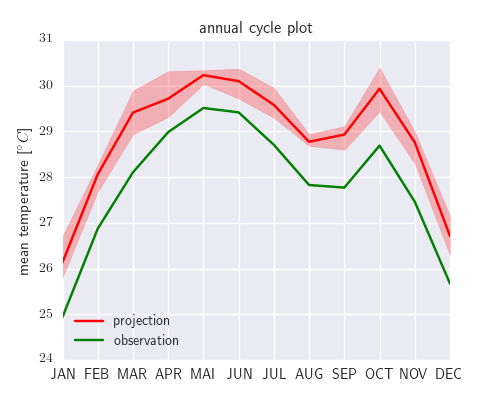 annual cycle plot
31
30
29
28
27
26
25
24
mean temperature [°C]
projection
observation
JAN FEB MAR APR MAI JUN JUL AUG SEP OCT NOV DEC